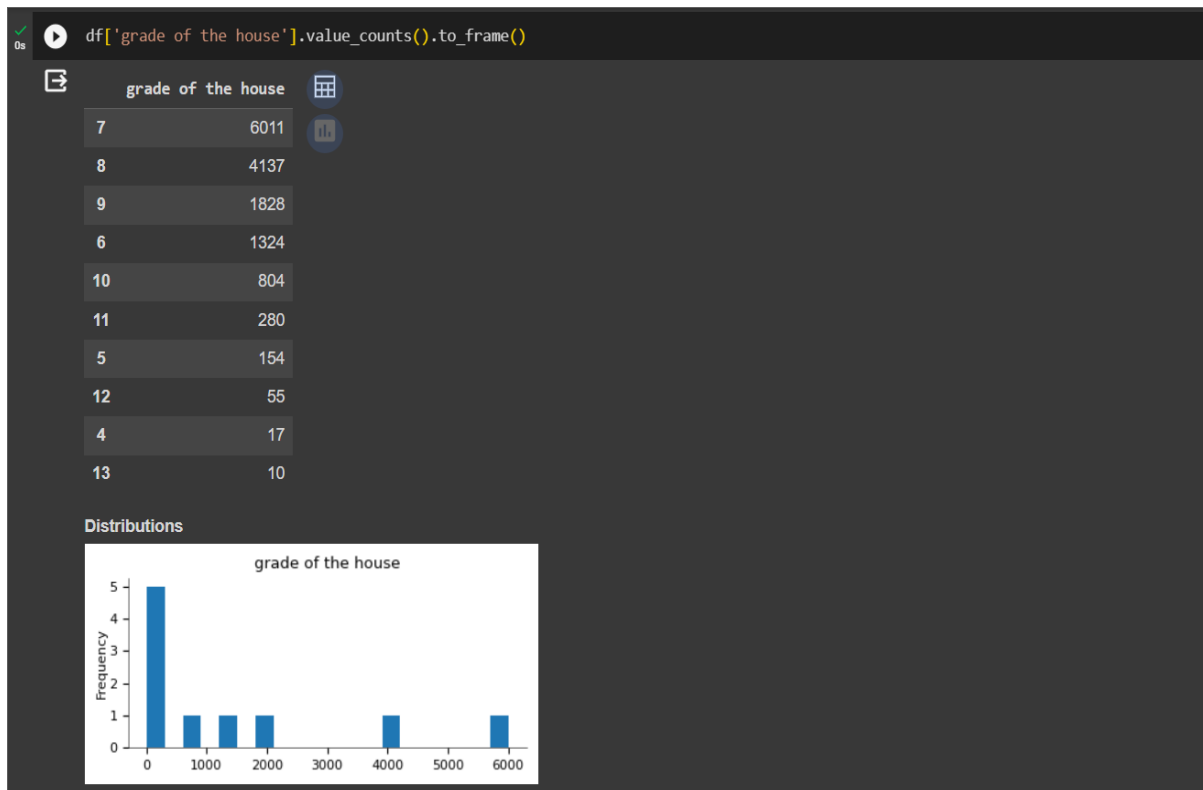 df['grade of the house'].value_counts().to_frame()
0s
grade of the house
7 6011
8 4137
9 1828
6 1324
10 804
11 280
5 154
12 55
4 17
13 10
Distributions
grade of the house
Frequency
5
4
3
2
1
0
0 1000 2000 3000 4000 5000 6000